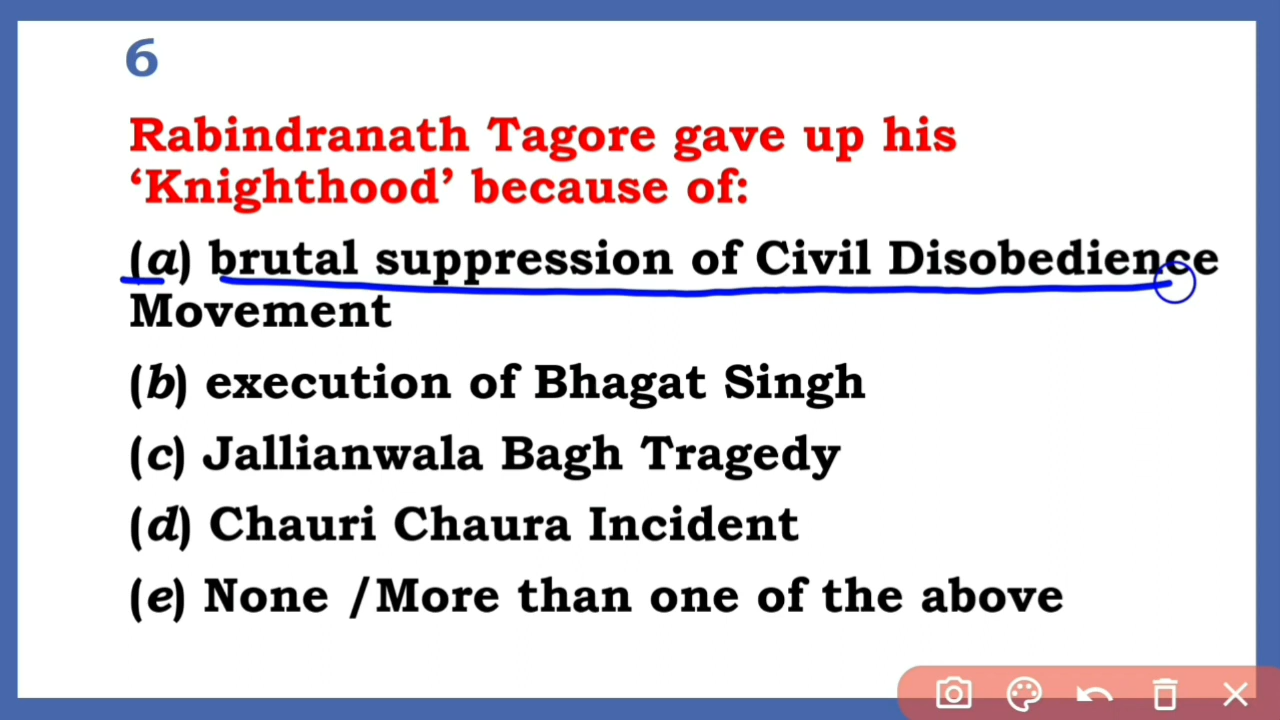 6
Rabindranath Tagore gave up his
‘Knighthood’ because of:
(a) brutal suppression of Civil Disobedience
Movement
(b) execution of Bhagat Singh
(c) Jallianwala Bagh Tragedy
(d) Chauri Chaura Incident
(e) None /More than one of the above